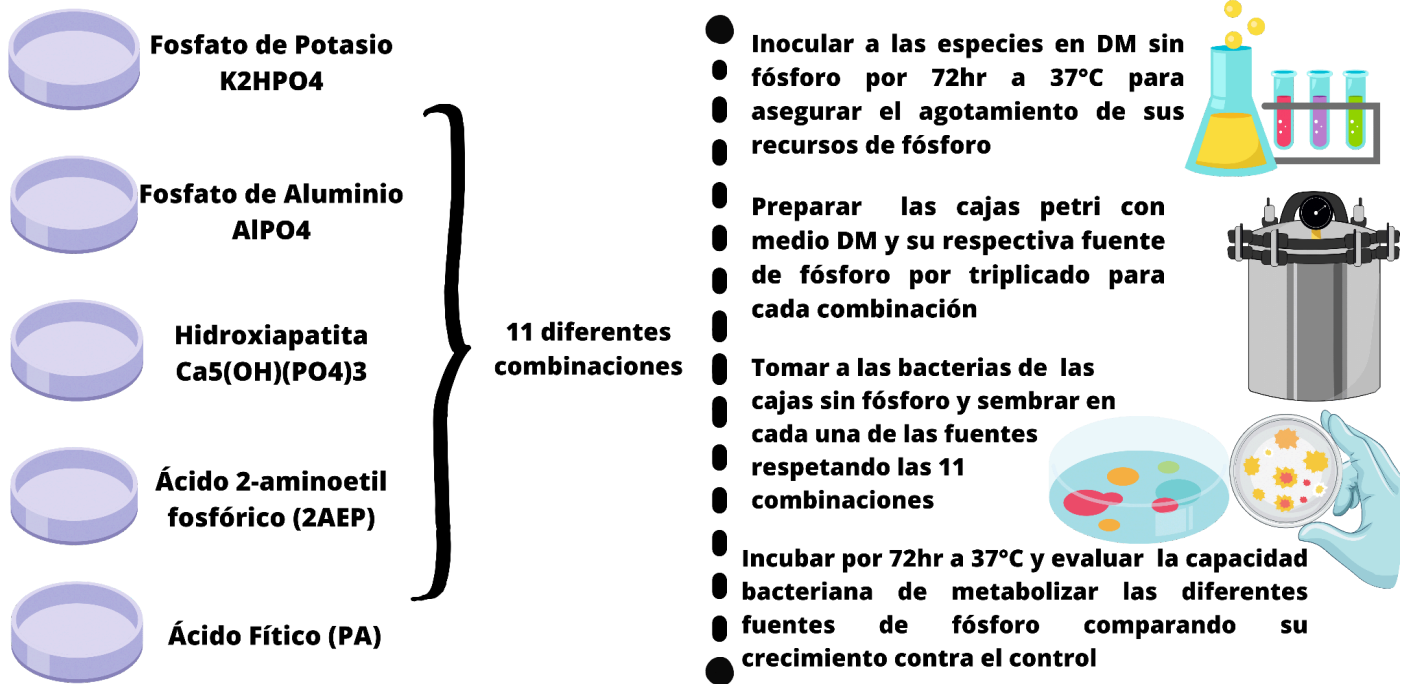 Fosfato de Potasio
K2HPO4
Fosfato de Aluminio
AlPO4
Hidroxiapatita
Ca5(OH)(PO4)3
Ácido 2-aminoetil
fosfórico (2AEP)
Ácido Fítico (PA)
11 diferentes
combinaciones
Inocular a las especies en DM sin
fósforo por 72hr a 37°C para
asegurar el agotamiento de sus
recursos de fósforo
Preparar las cajas petri con
medio DM y su respectiva fuente
de fósforo por triplicado para
cada combinación
Tomar a las bacterias de las
cajas sin fósforo y sembrar en
cada una de las fuentes
respetando las 11
combinaciones
Incubar por 72hr a 37°C y evaluar la capacidad
bacteriana de metabolizar las diferentes
fuentes de fósforo comparando su
crecimiento contra el control